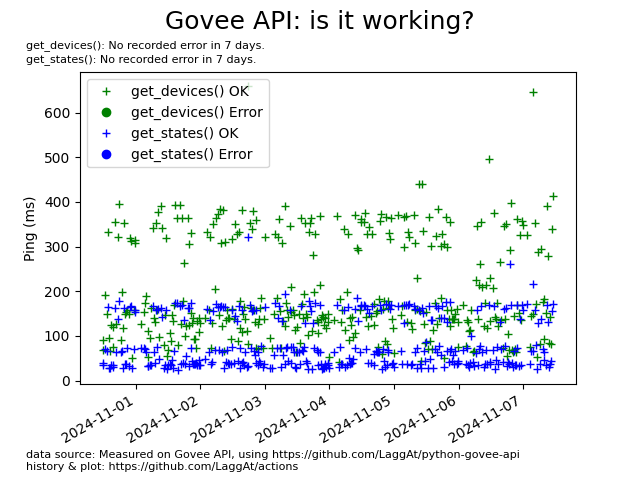 Govee API: is it working?
get_devices(): No recorded error in 7 days.
get_states(): No recorded error in 7 days.
get_devices() OK
get_devices() Error
get_states() OK
get_states() Error
Ping (ms)
600
500
400
300
200
100
0
2024-11-01
2024-11-02
2024-11-03
2024-11-04
2024-11-05
2024-11-06
2024-11-07
data source: Measured on Govee API, using https://github.com/LaggAt/python-govee-api
history & plot: https://github.com/LaggAt/actions